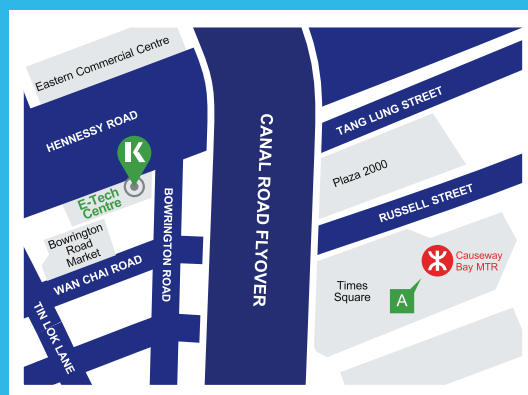 Eastern Commercial Centre
HENNESSY ROAD
K
E-Tech
Centre
Bowrington
Road
Market
WAN CHAI ROAD
TIN LOK LANE
BOWRINGTON ROAD
CANAL ROAD FLYOVER
TANG LUNG STREET
Plaza 2000
RUSSELL STREET
Causeway
Bay MTR
Times
Square
A